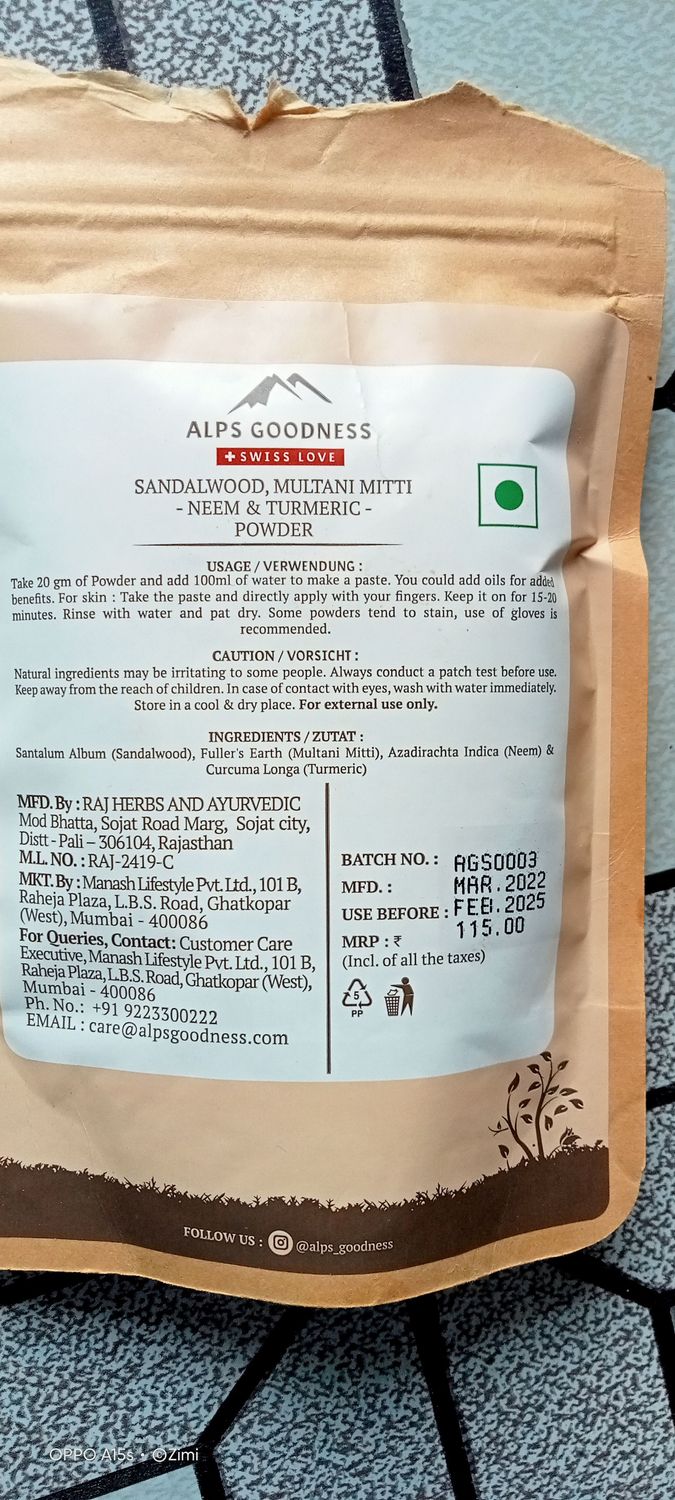 ALPS GOODNESS
SWISS LOVE
SANDALWOOD, MULTANI MITTI
- NEEM & TURMERIC -
POWDER
USAGE / VERWENDUNG :
Take 20 gm of Powder and add 100ml of water to make a paste. You could add oils for added
benefits. For skin : Take the paste and directly apply with your fingers. Keep it on for 15-20
minutes. Rinse with water and pat dry. Some powders tend to stain, use of gloves is
recommended.
CAUTION / VORSICHT :
Natural ingredients may be irritating to some people. Always conduct a patch test before use.
Keep away from the reach of children. In case of contact with eyes, wash with water immediately.
Store in a cool & dry place. For external use only.
INGREDIENTS / ZUTAT :
Santalum Album (Sandalwood), Fuller's Earth (Multani Mitti), Azadirachta Indica (Neem) &
Curcuma Longa (Turmeric)
MFD. By : RAJ HERBS AND AYURVEDIC
Mod Bhatta, Sojat Road Marg, Sojat city,
Distt - Pali – 306104, Rajasthan
M.L. NO. : RAJ-2419-C
MKT. By : Manash Lifestyle Pvt. Ltd., 101 B,
Raheja Plaza, L.B.S. Road, Ghatkopar
(West), Mumbai - 400086
For Queries, Contact: Customer Care
Executive, Manash Lifestyle Pvt. Ltd., 101 B,
Raheja Plaza, L.B.S. Road, Ghatkopar (West),
Mumbai - 400086
Ph. No.: +91 9223300222
EMAIL : care@alpsgoodness.com
BATCH NO. : AGS0003
MFD. : MAR.2022
USE BEFORE : FEB.2025
MRP : ₹ 115.00
(Incl. of all the taxes)
5
PP
FOLLOW US : @alps_goodness
OPPO A15s · ©Zimi